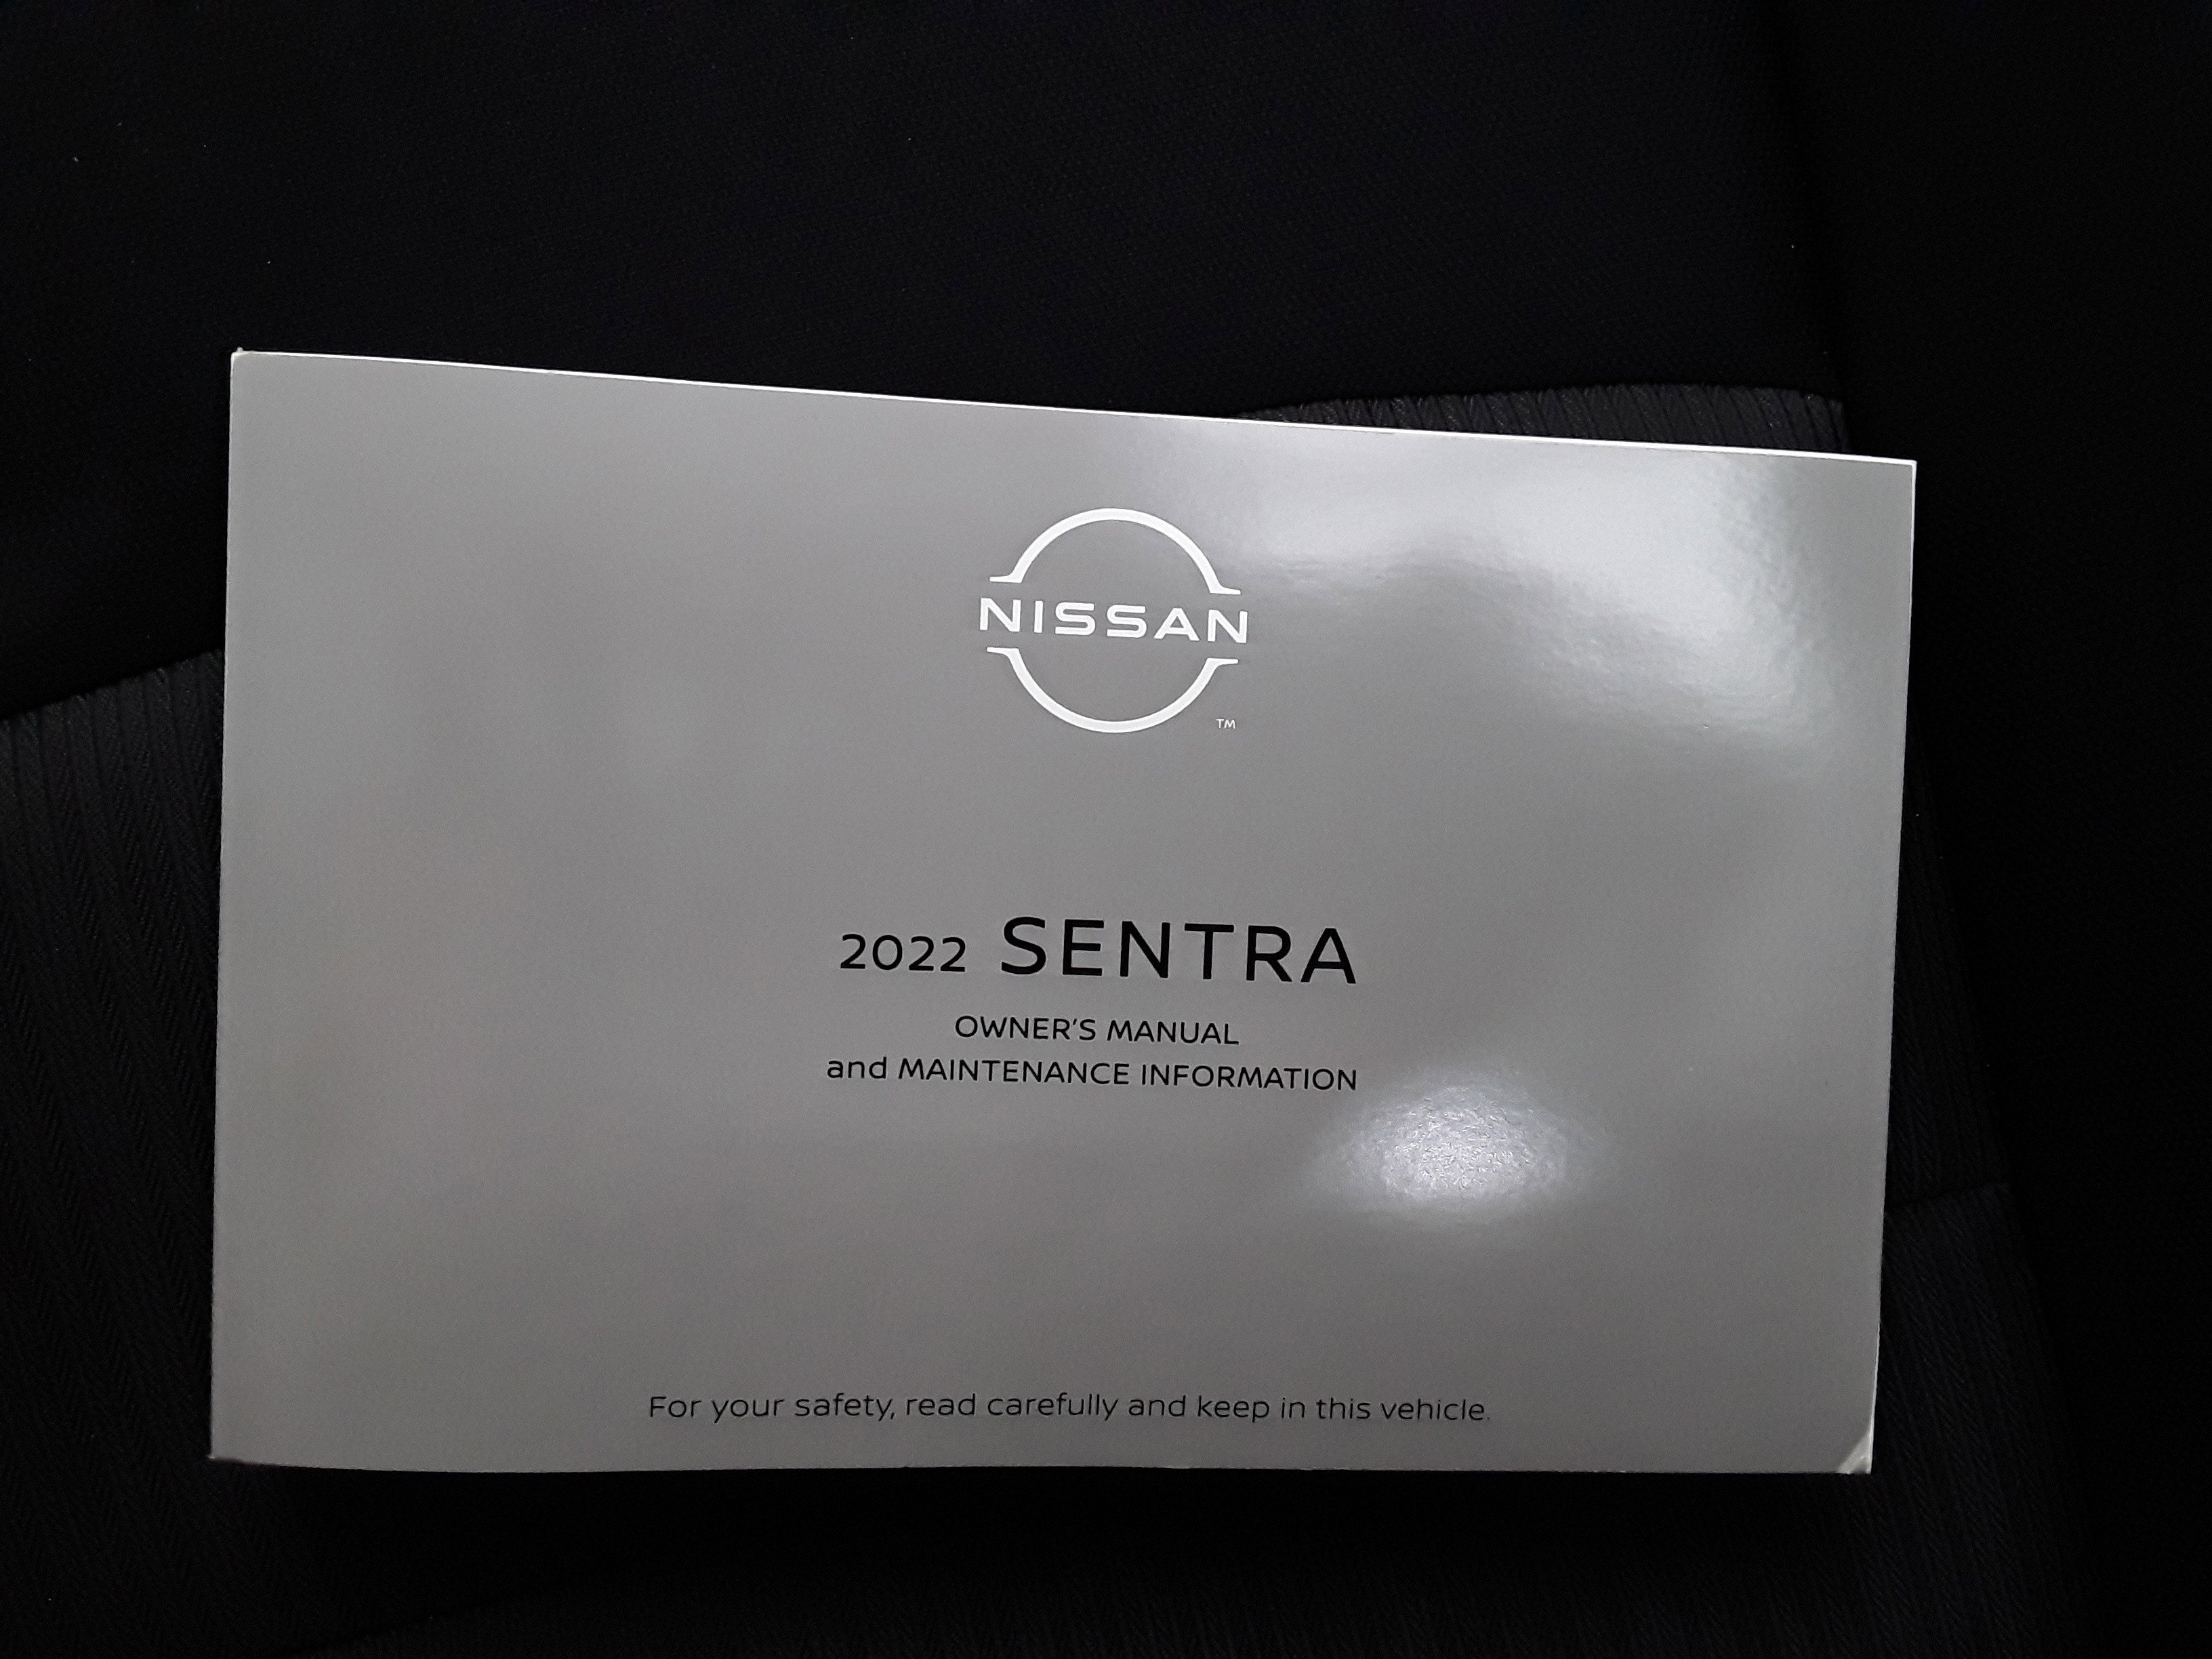 NISSAN
TM
2022 SENTRA
OWNER'S MANUAL
and MAINTENANCE INFORMATION
For your safety, read carefully and keep in this vehicle.